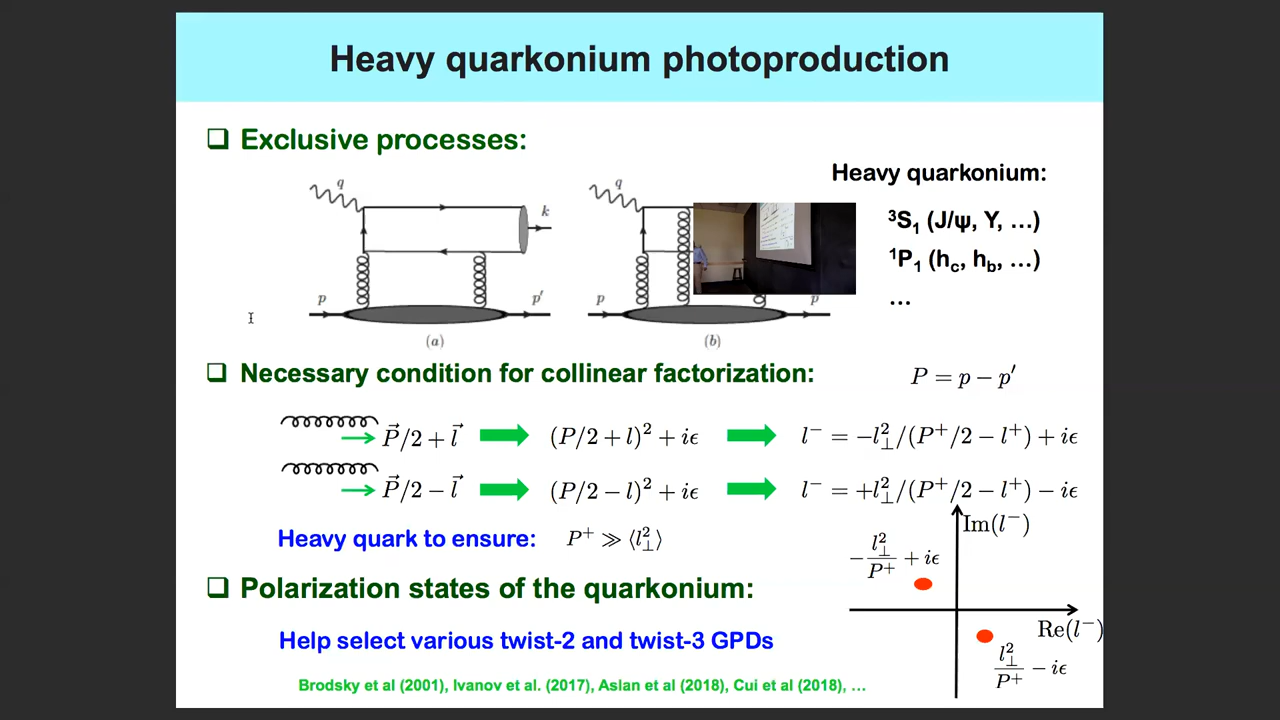 Heavy quarkonium photoproduction
❑ Exclusive processes:
q
k
p
p′
(a)
q
p
p
(b)
Heavy quarkonium:
³S₁ (J/ψ, Υ, …)
¹P₁ (h_c, h_b, …)
…
❑ Necessary condition for collinear factorization:
P = p − p′
P⃗/2 + l⃗ (P/2 + l)² + iϵ l⁻ = −l⊥²/(P⁺/2 − l⁺) + iϵ
P⃗/2 − l⃗ (P/2 − l)² + iϵ l⁻ = +l⊥²/(P⁺/2 − l⁺) − iϵ
Heavy quark to ensure: P⁺ ≫ ⟨l⊥²⟩
Im(l⁻)
−l⊥²/P⁺ + iϵ
❑ Polarization states of the quarkonium:
Re(l⁻)
l⊥²/P⁺ − iϵ
Help select various twist-2 and twist-3 GPDs
Brodsky et al (2001), Ivanov et al. (2017), Aslan et al (2018), Cui et al (2018), …